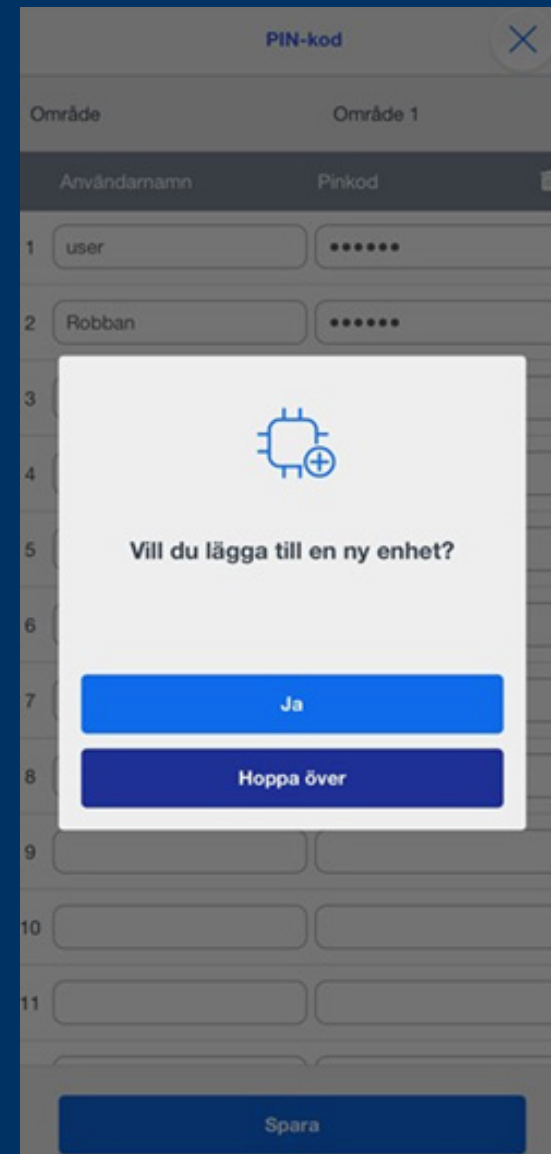 PIN-kod
Område Område 1
Användarnamn Pinkod
1 user ••••••
2 Robban ••••••
3
4
Vill du lägga till en ny enhet?
5
6
7
Ja
8
Hoppa över
9
10
11
Spara